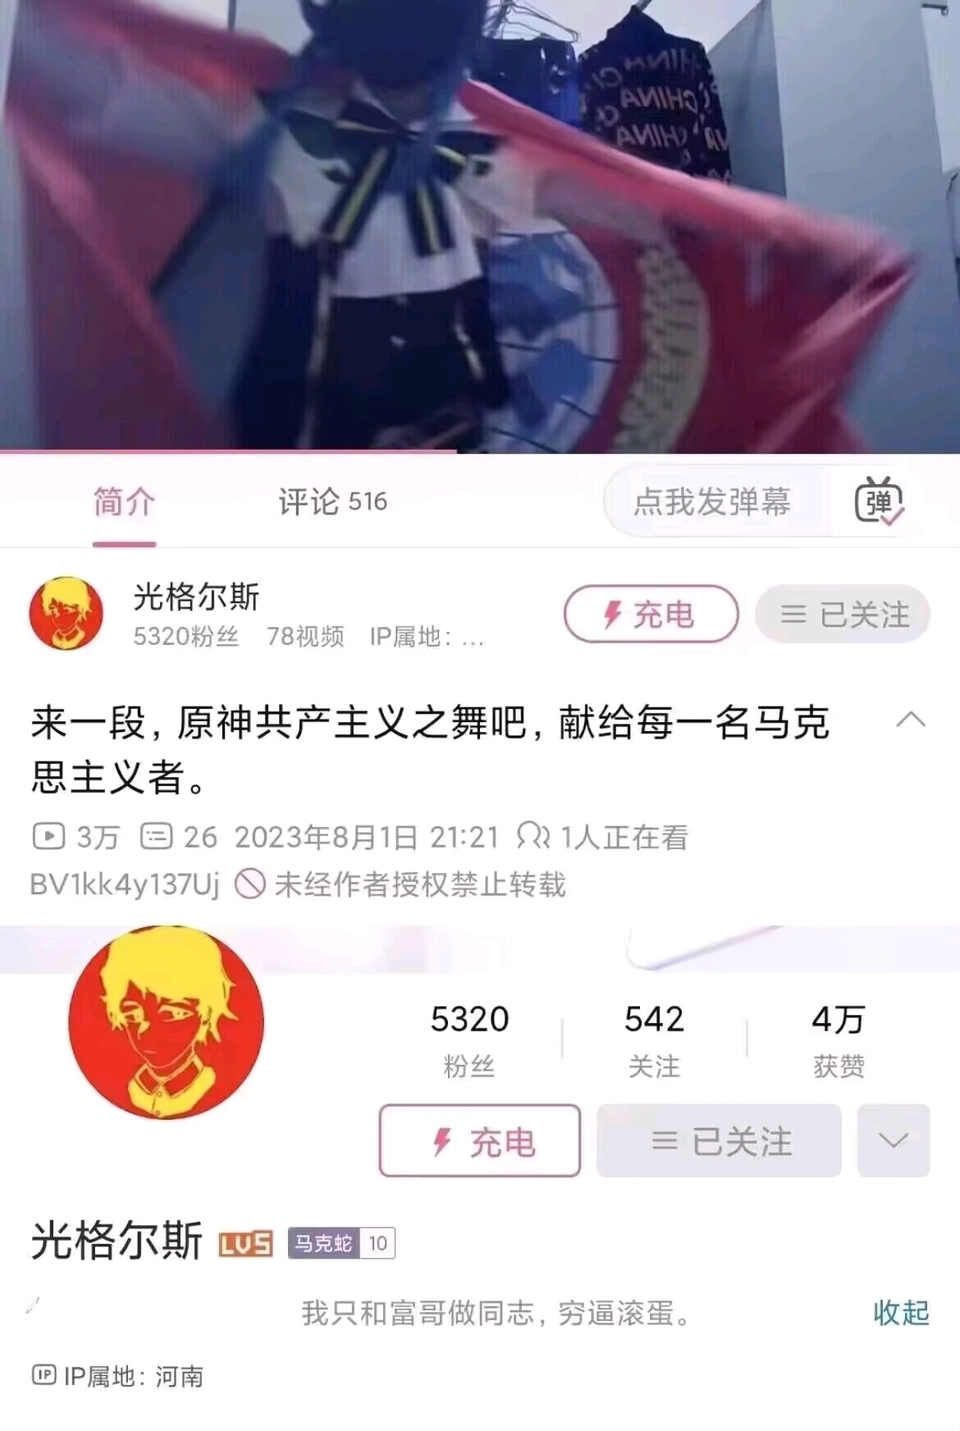 CHINA
CHINA
简介
评论 516
点我发弹幕
弹
光格尔斯
充电
已关注
5320粉丝 78视频 IP属地：...
来一段，原神共产主义之舞吧，献给每一名马克
思主义者。
3万 26 2023年8月1日 21:21 1人正在看
BV1kk4y137Uj 未经作者授权禁止转载
5320 542 4万
粉丝 关注 获赞
充电 已关注
光格尔斯 LV5 马克蛇 10
我只和富哥做同志，穷逼滚蛋。 收起
IP IP属地：河南